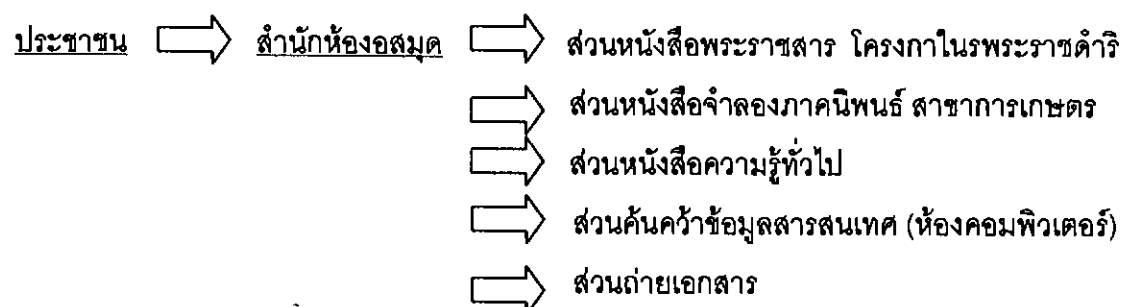 ประชาชน สำนักห้องอสมุด ส่วนหนังสือพระราชสาร โครงกาในรพระราชดำริ
ส่วนหนังสือจำลองภาคนิพนธ์ สาขาการเกษตร
ส่วนหนังสือความรู้ทั่วไป
ส่วนค้นคว้าข้อมูลสารสนเทศ (ห้องคอมพิวเตอร์)
ส่วนถ่ายเอกสาร